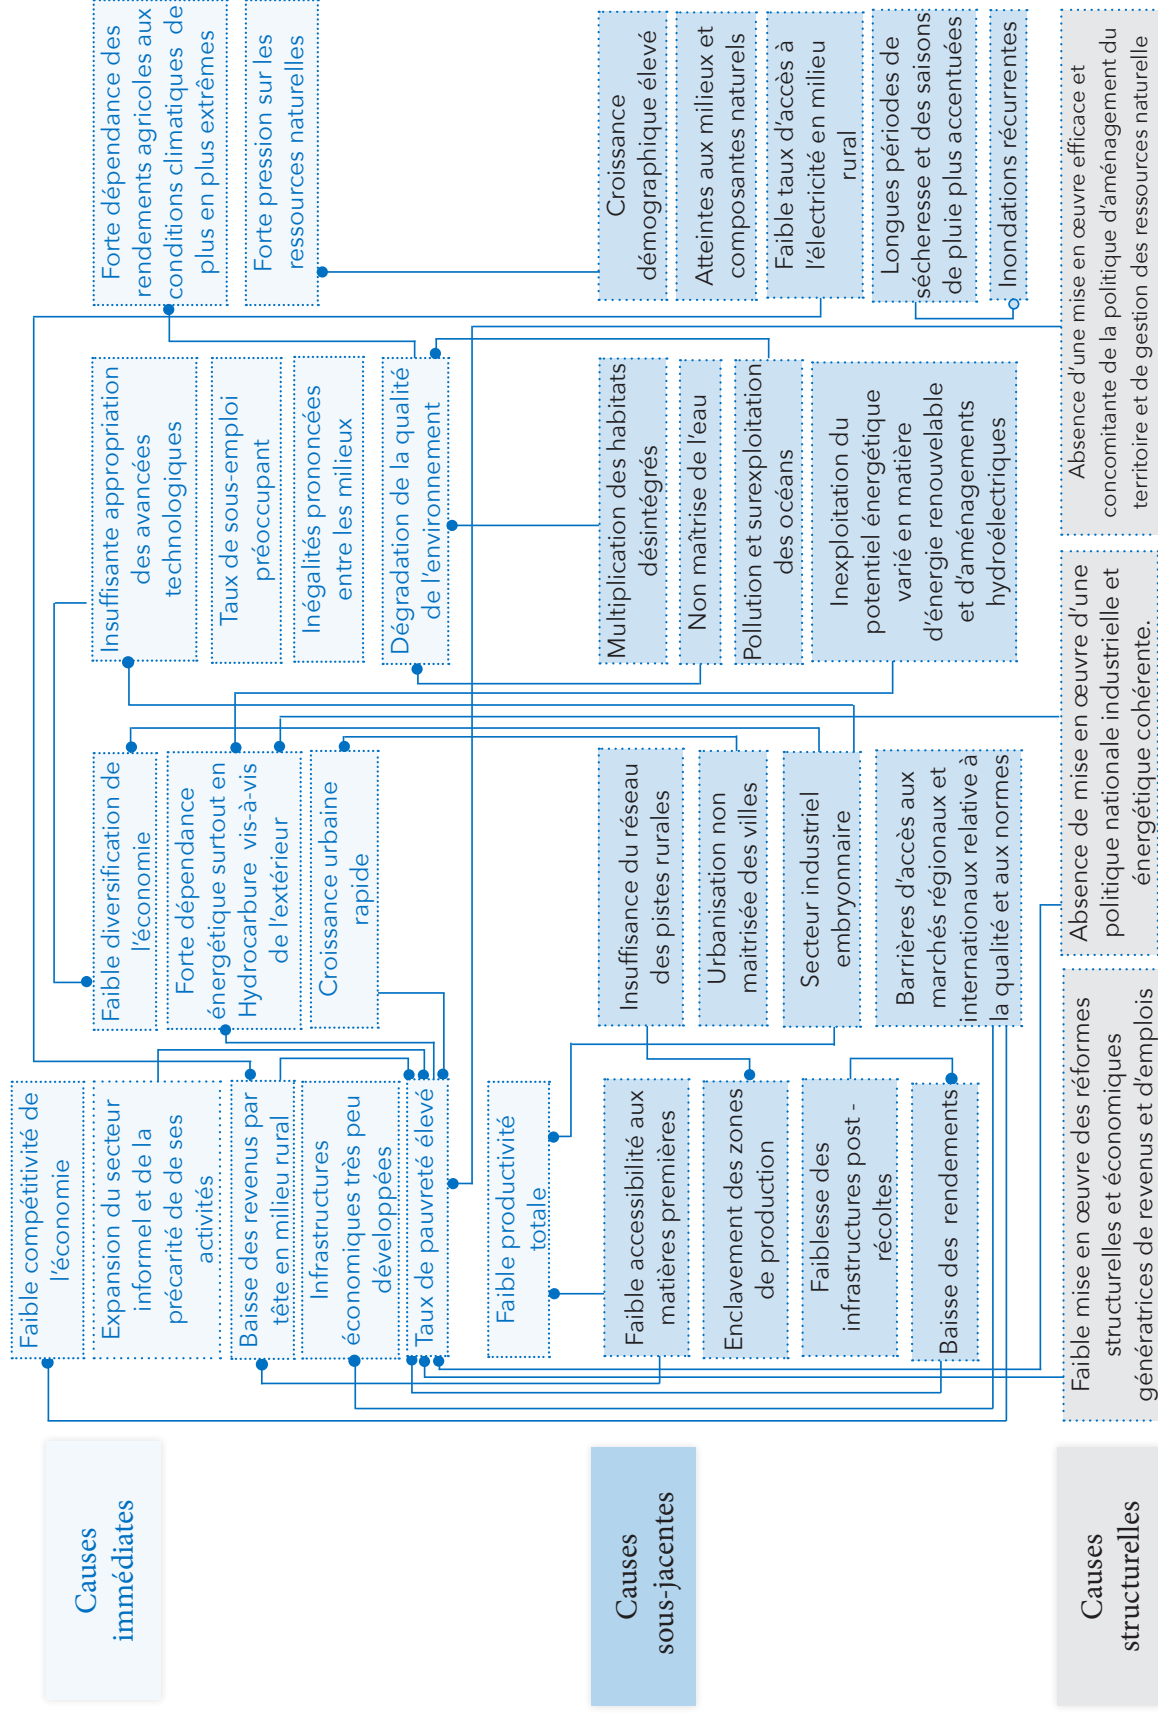 Causes
immédiates
Faible compétitivité de
l'économie
Expansion du secteur
informel et de la
précarité de de ses
activités
Baisse des revenus par
tête en milieu rural
Infrastructures
économiques très peu
développées
Taux de pauvreté élevé
Faible productivité
totale
Faible diversification de
l'économie
Forte dépendance
énergétique surtout en
Hydrocarbure vis-à-vis
de l'extérieur
Croissance urbaine
rapide
Insuffisante appropriation
des avancées
technologiques
Taux de sous-emploi
préoccupant
Inégalités prononcées
entre les milieux
Dégradation de la qualité
de l'environnement
Forte dépendance des
rendements agricoles aux
conditions climatiques de
plus en plus extrêmes
Forte pression sur les
ressources naturelles
Causes
sous-jacentes
Faible accessibilité aux
matières premières
Enclavement des zones
de production
Faiblesse des
infrastructures post -
récoltes
Baisse des rendements
Insuffisance du réseau
des pistes rurales
Urbanisation non
maitrisée des villes
Secteur industriel
embryonnaire
Barrières d'accès aux
marchés régionaux et
internationaux relative à
la qualité et aux normes
Multiplication des habitats
désintégrés
Non maîtrise de l'eau
Pollution et surexploitation
des océans
Inexploitation du
potentiel énergétique
varié en matière
d'énergie renouvelable
et d'aménagements
hydroélectriques
Croissance
démographique élevé
Atteintes aux milieux et
composantes naturels
Faible taux d'accès à
l'électricité en milieu
rural
Longues périodes de
sécheresse et des saisons
de pluie plus accentuées
Inondations récurrentes
Causes
structurelles
Faible mise en œuvre des réformes
structurelles et économiques
génératrices de revenus et d'emplois
Absence de mise en œuvre d'une
politique nationale industrielle et
énergétique cohérente.
Absence d'une mise en œuvre efficace et
concomitante de la politique d'aménagement du
territoire et de gestion des ressources naturelle